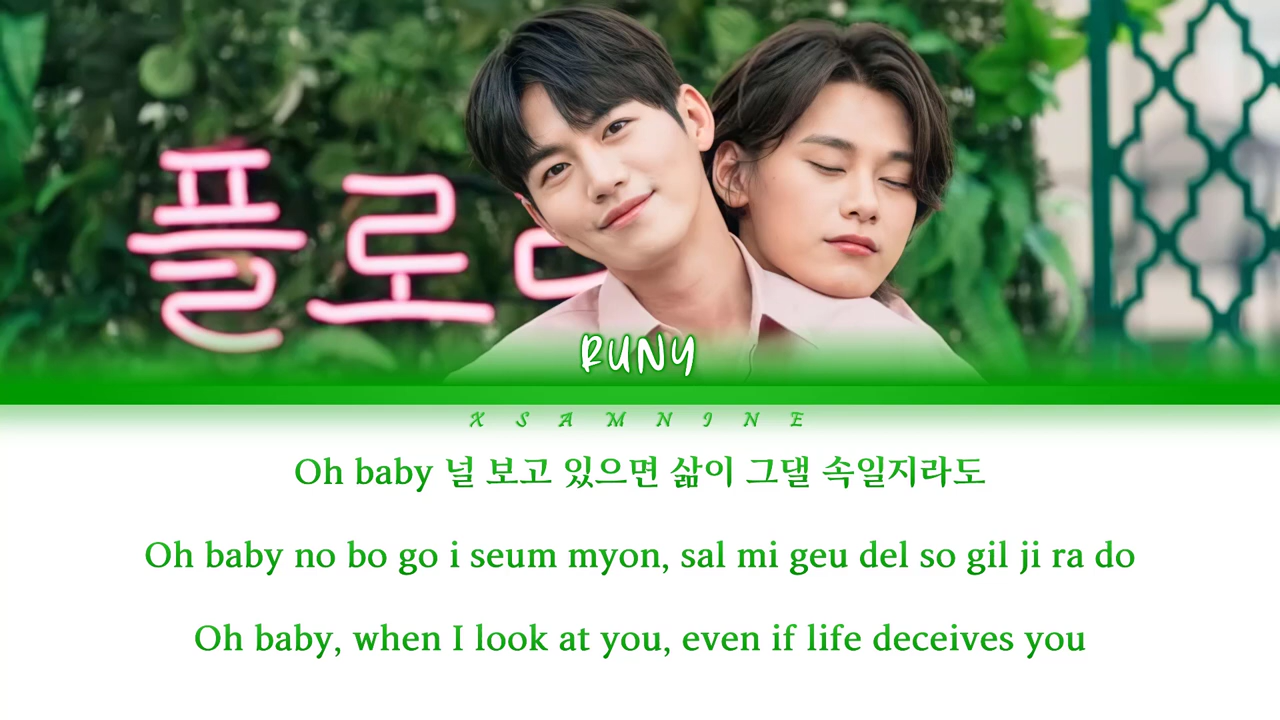 플로
RUNY
XSAMNINE
Oh baby 널 보고 있으면 삶이 그댈 속일지라도
Oh baby no bo go i seum myon, sal mi geu del so gil ji ra do
Oh baby, when I look at you, even if life deceives you